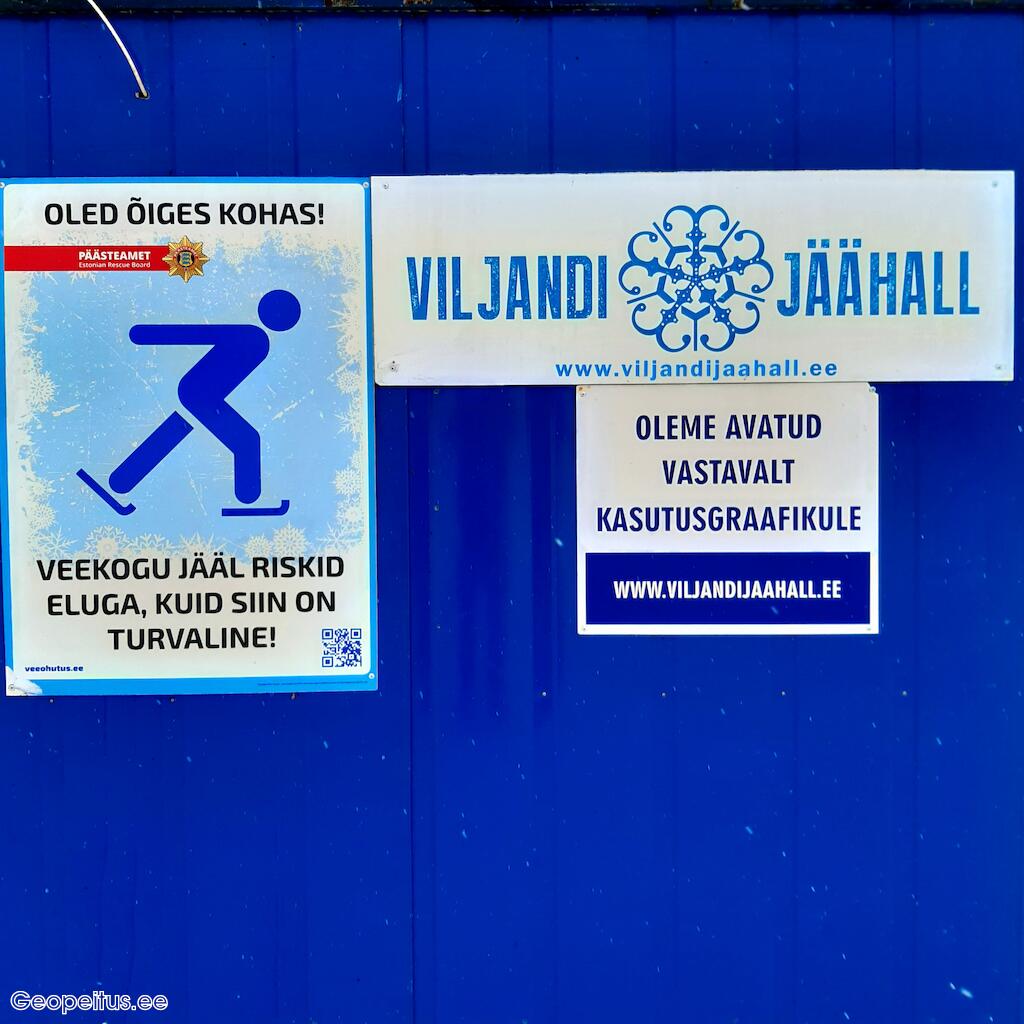 OLED ÕIGES KOHAS!
PÄÄSTEAMET
Estonian Rescue Board
VEEKOGU JÄÄL RISKID
ELUGA, KUID SIIN ON
TURVALINE!
veeohutus.ee
VILJANDI JÄÄHALL
www.viljandijaahall.ee
OLEME AVATUD
VASTAVALT
KASUTUSGRAAFIKULE
WWW.VILJANDIJAAHALL.EE
Geopeitus.ee